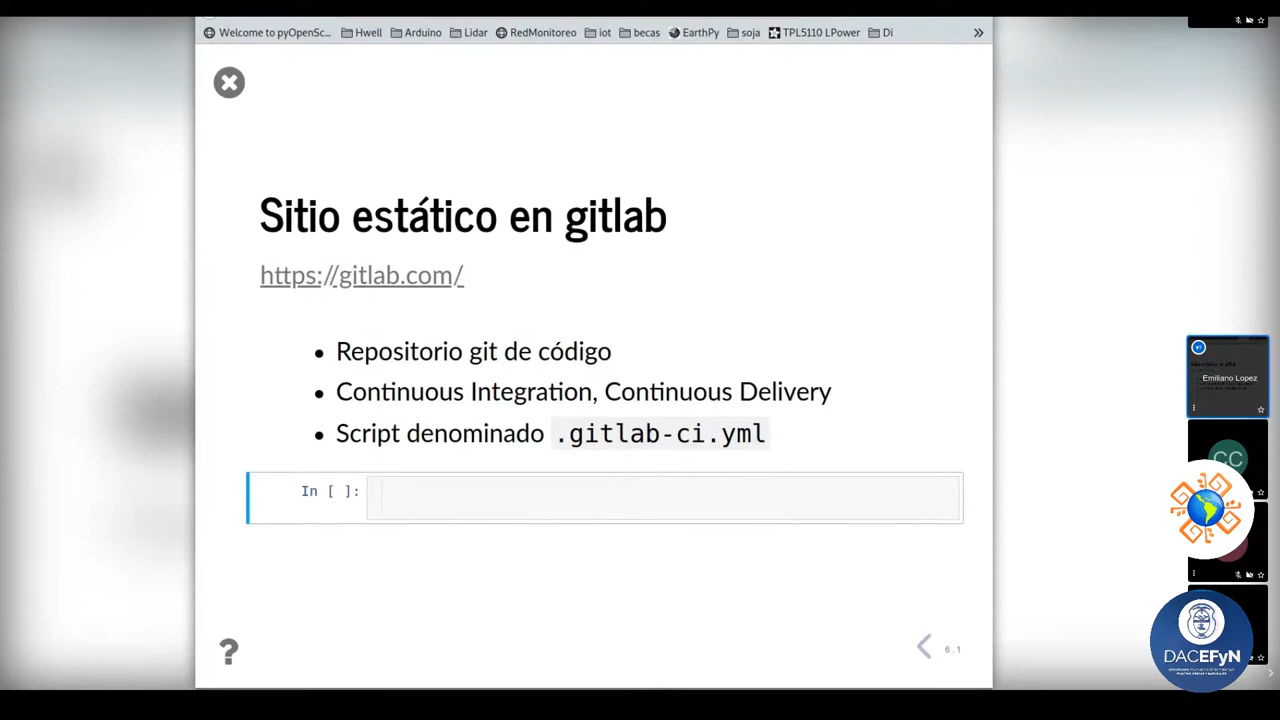 Welcome to pyOpenSc... Hwell Arduino Lidar RedMonitoreo iot becas EarthPy soja TPL5110 LPower Di »
Sitio estático en gitlab
https://gitlab.com/
Repositorio git de código
Continuous Integration, Continuous Delivery
Script denominado .gitlab-ci.yml
In [ ]:
6.1
Emiliano Lopez
CC
DACEFyN